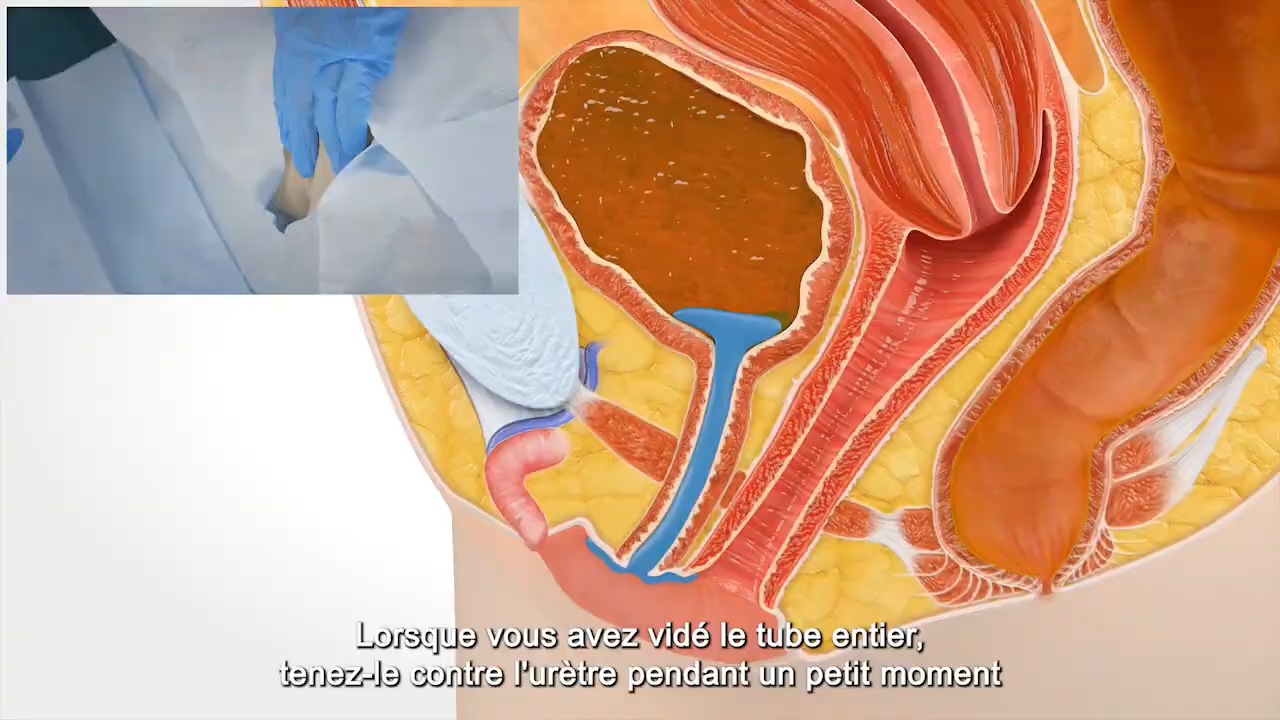 Lorsque vous avez vidé le tube entier,
tenez-le contre l'urètre pendant un petit moment